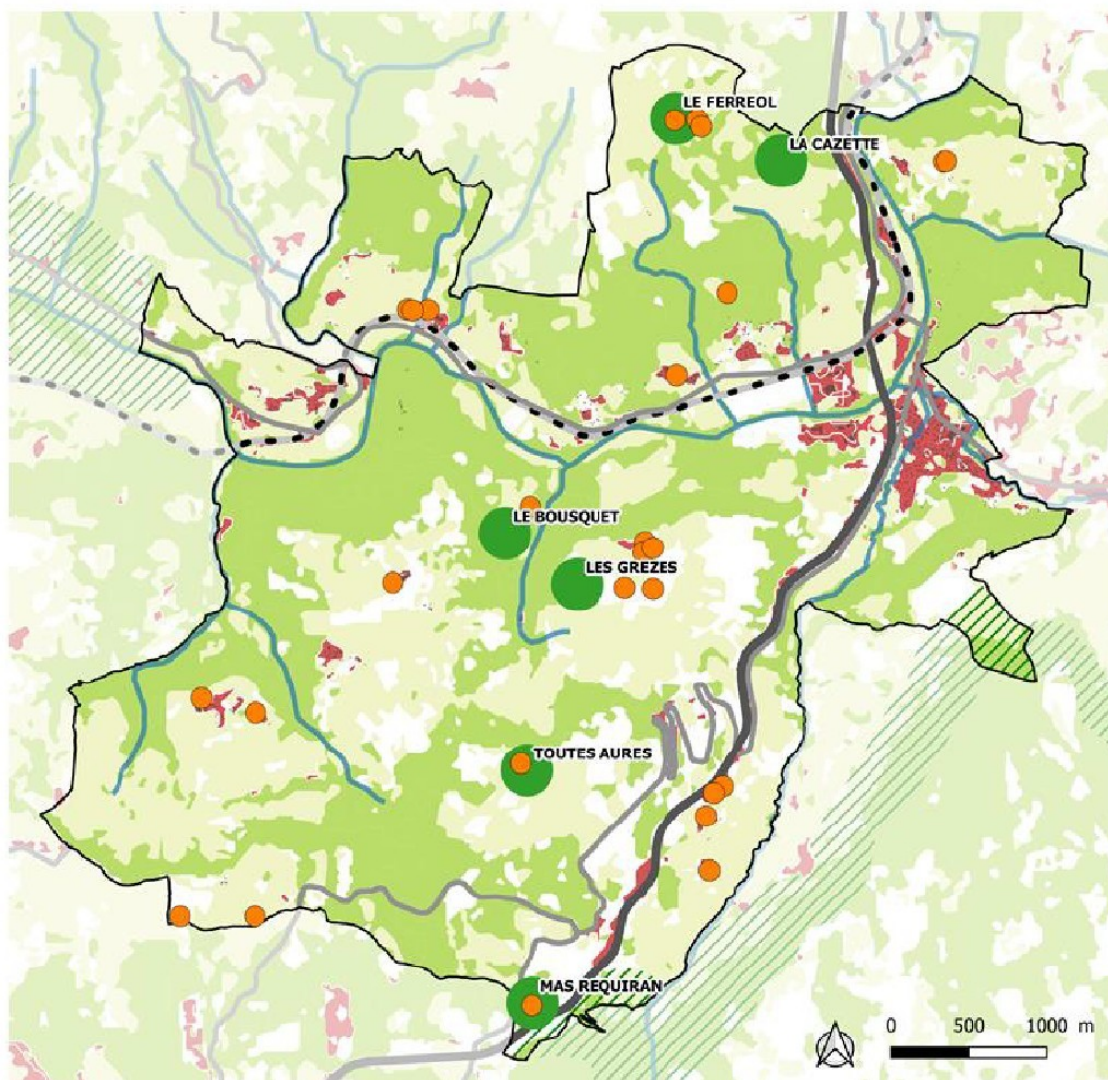 LE FERREOL
LA CAZETTE
LE BOUSQUET
LES GREZES
TOUTES AURES
MAS REQUIRAN
0 500 1000 m